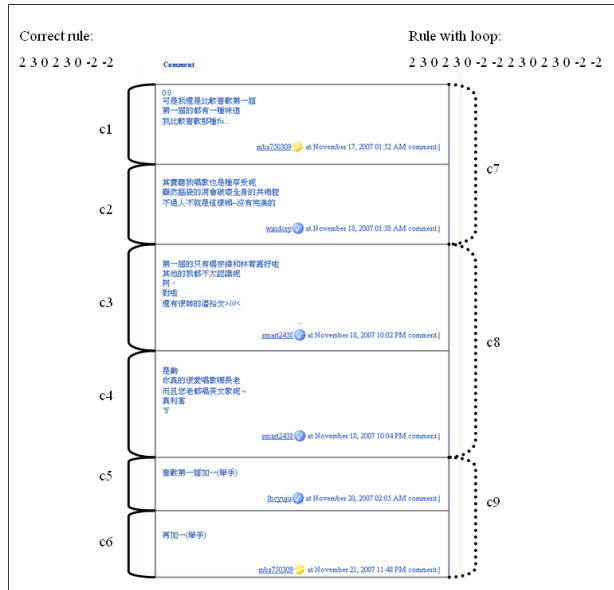 Correct rule:
Rule with loop:
2 3 0 2 3 0 -2 -2
2 3 0 2 3 0 -2 -2 2 3 0 2 3 0 -2 -2
Comment
c1
0.0
可是我還是比較喜歡第一屆
第一屆的都有一種味道
我比較喜歡那種fu...
mba750309 at November 17, 2007 01:52 AM comment |
c7
c2
其實聽我唱歌也是種享受呢
雖然腦袋的洞會破壞全身的共鳴腔
不過人不就是這樣嘛~沒有完美的
windcry at November 18, 2007 01:38 AM comment |
c3
第一屆的只有楊宗緯和林宥嘉好啦
其他的我都不太認識呢
阿。
對啦
還有很帥的潘裕文>///<
smart2438 at November 18, 2007 10:02 PM comment |
c8
c4
是齁
你真的很愛唱歌哪長老
而且您老都唱英文歌呢~
真利害
ㄎ
smart2438 at November 18, 2007 10:04 PM comment |
c5
喜歡第一屆加一(舉手)
fbcyuju at November 20, 2007 02:05 AM comment |
c9
c6
再加一(舉手)
mba750309 at November 21, 2007 11:48 PM comment |